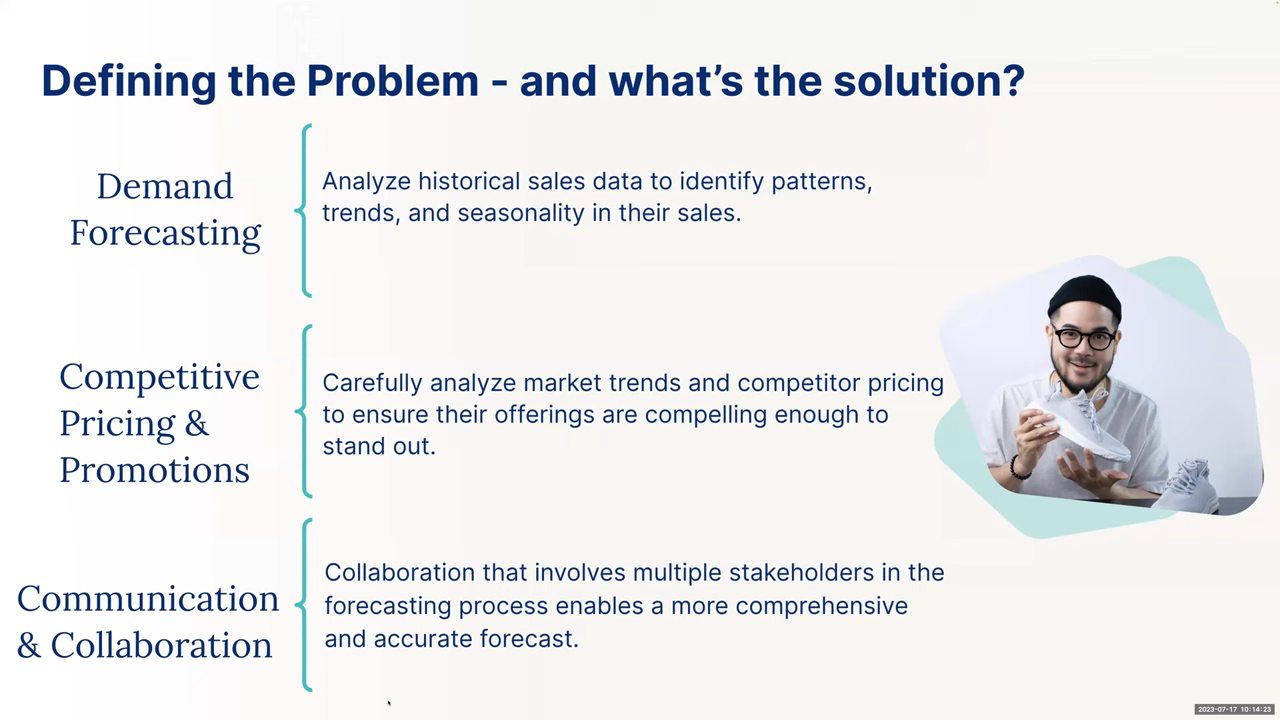 Defining the Problem - and what's the solution?
Demand
Forecasting
Analyze historical sales data to identify patterns,
trends, and seasonality in their sales.
Competitive
Pricing &
Promotions
Carefully analyze market trends and competitor pricing
to ensure their offerings are compelling enough to
stand out.
Communication
& Collaboration
Collaboration that involves multiple stakeholders in the
forecasting process enables a more comprehensive
and accurate forecast.
2023-07-17 10:14:23